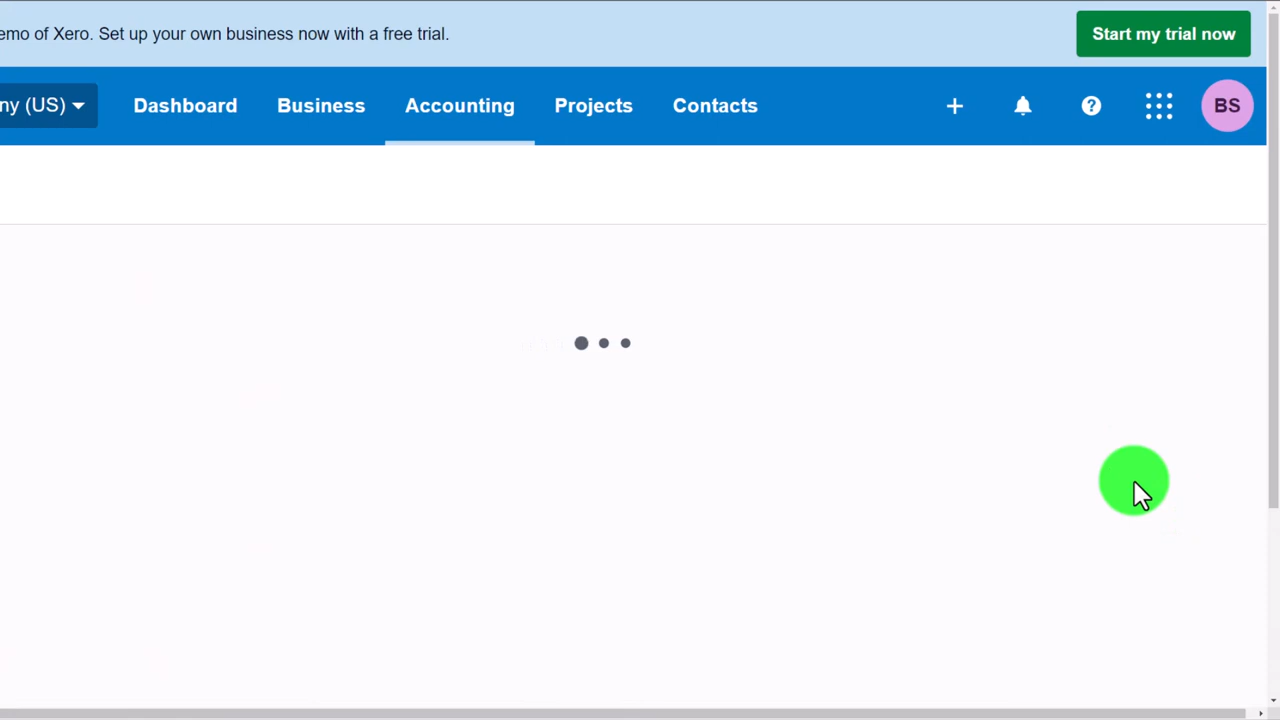 emo of Xero. Set up your own business now with a free trial.
Start my trial now
ny (US)
Dashboard
Business
Accounting
Projects
Contacts
+
?
BS